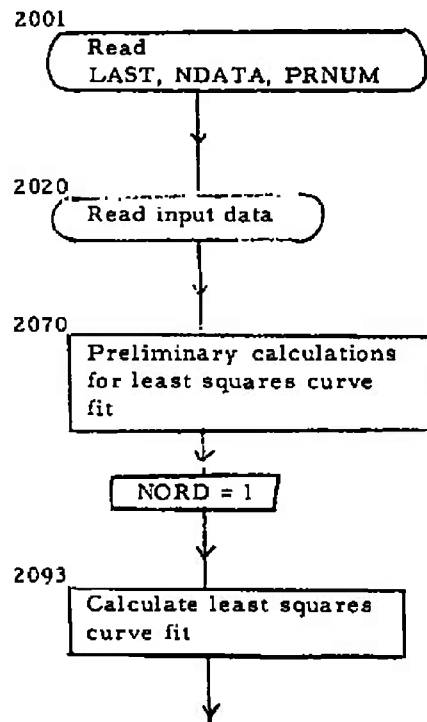 2001
Read
LAST, NDATA, PRNUM
2020
Read input data
2070
Preliminary calculations
for least squares curve
fit
NORD = 1
2093
Calculate least squares
curve fit